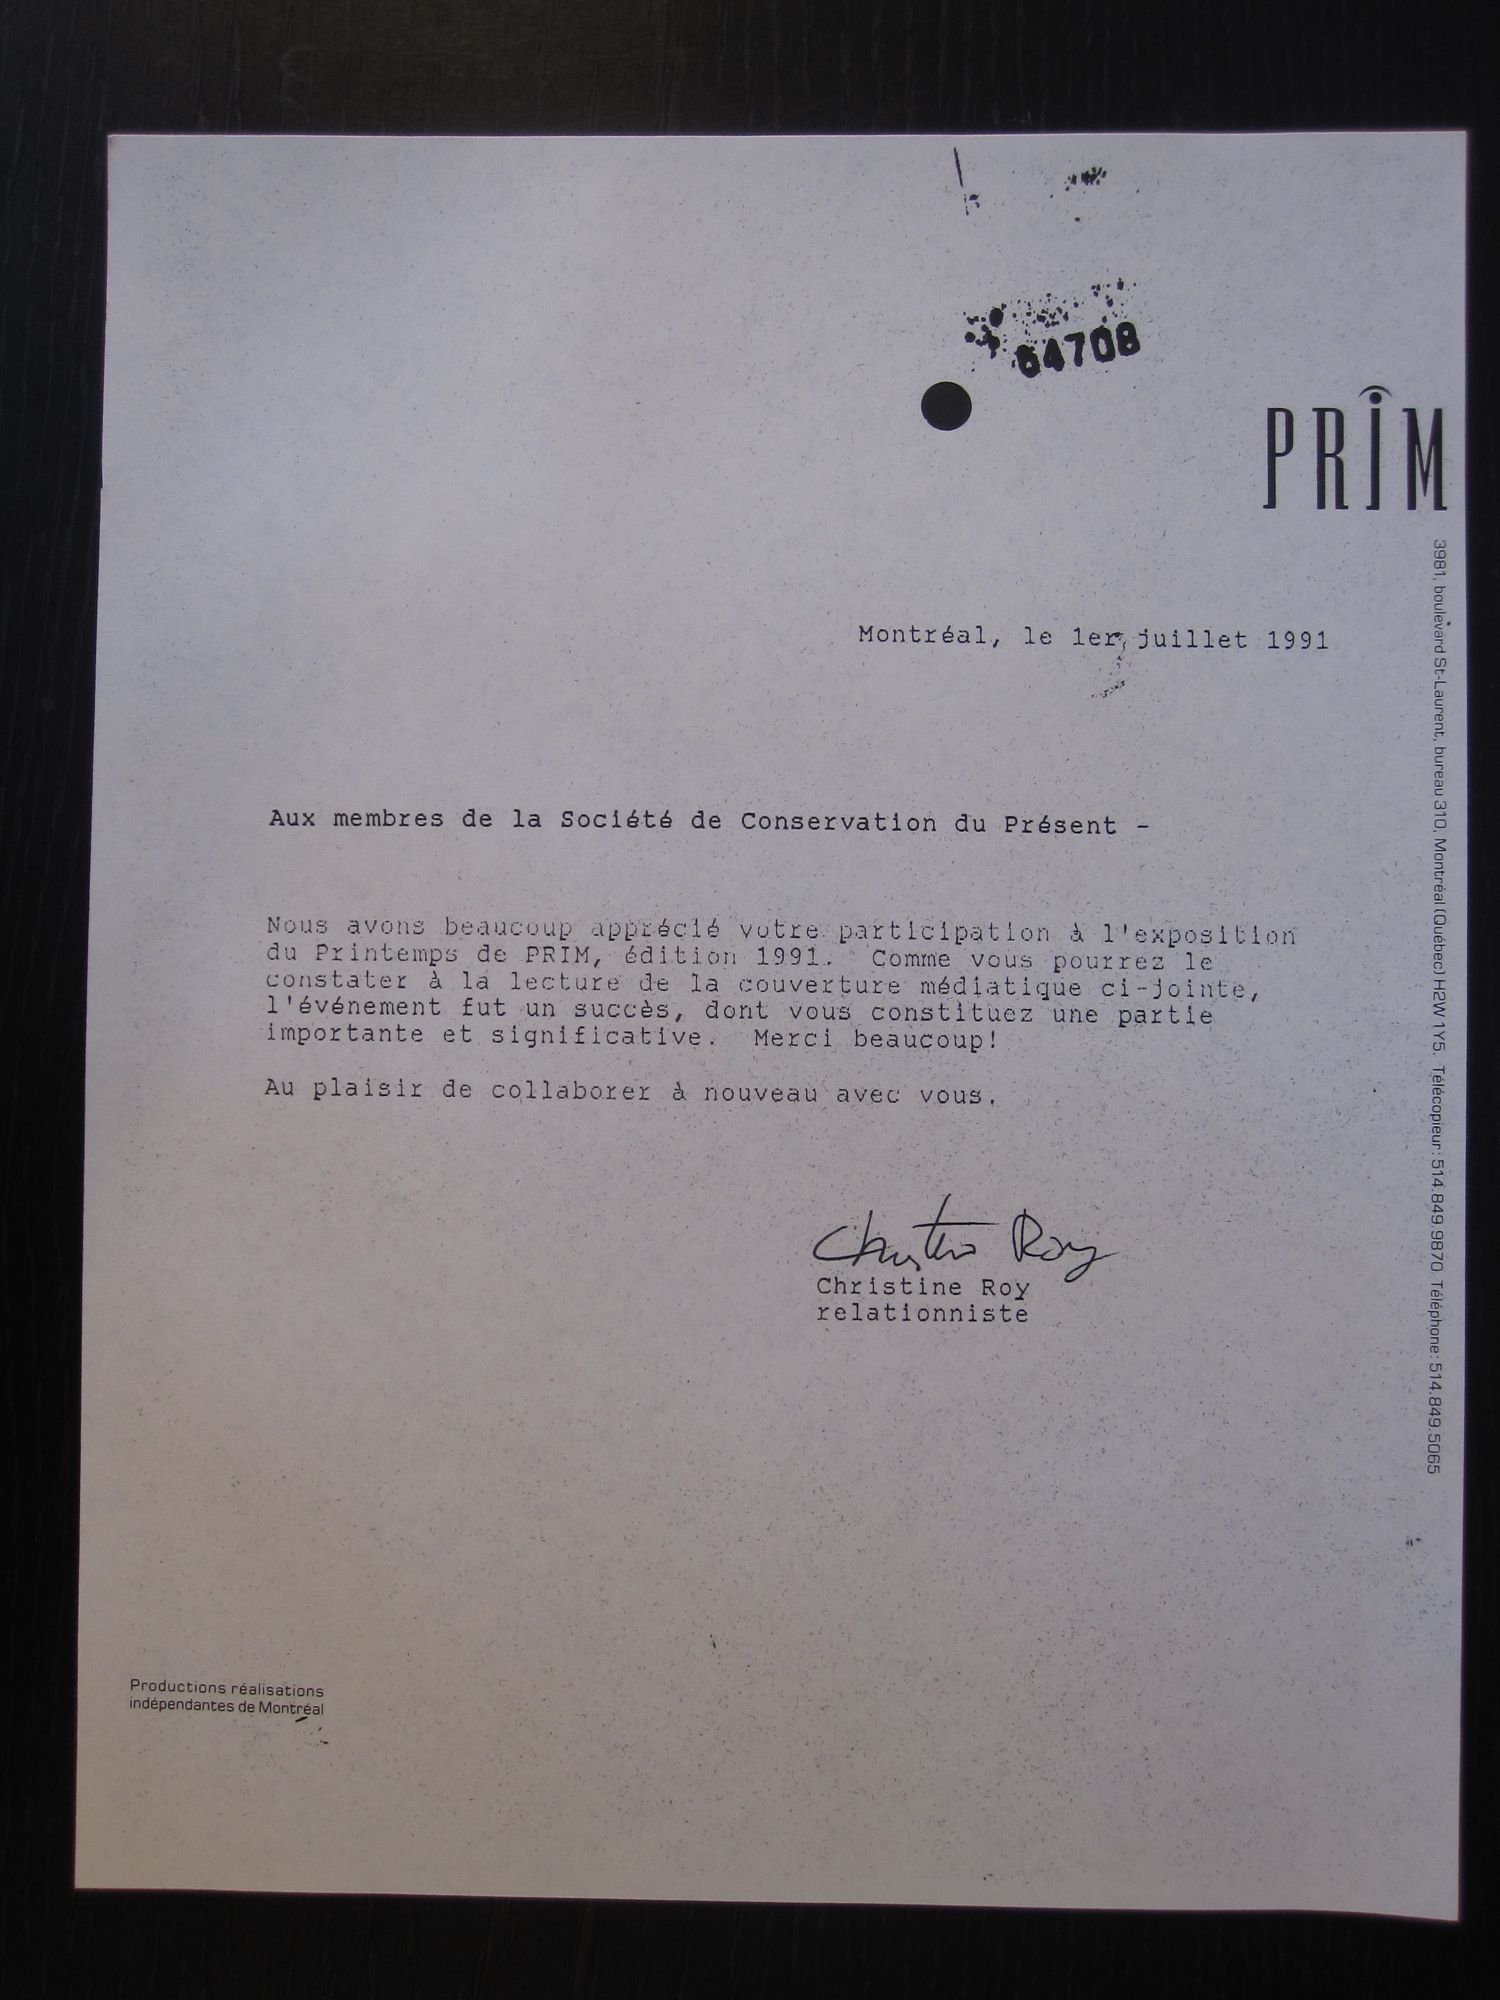 64708
PRIM
3981, boulevard St-Laurent, bureau 310, Montréal (Québec) H2W 1Y5. Télécopieur: 514.849.9870 Téléphone: 514.849.5065
Montréal, le 1er juillet 1991
Aux membres de la Société de Conservation du Présent -
Nous avons beaucoup apprécié votre participation à l'exposition
du Printemps de PRIM, édition 1991. Comme vous pourrez le
constater à la lecture de la couverture médiatique ci-jointe,
l'événement fut un succès, dont vous constituez une partie
importante et significative. Merci beaucoup!
Au plaisir de collaborer à nouveau avec vous.
Christine Roy
Christine Roy
relationniste
Productions réalisations
indépendantes de Montréal